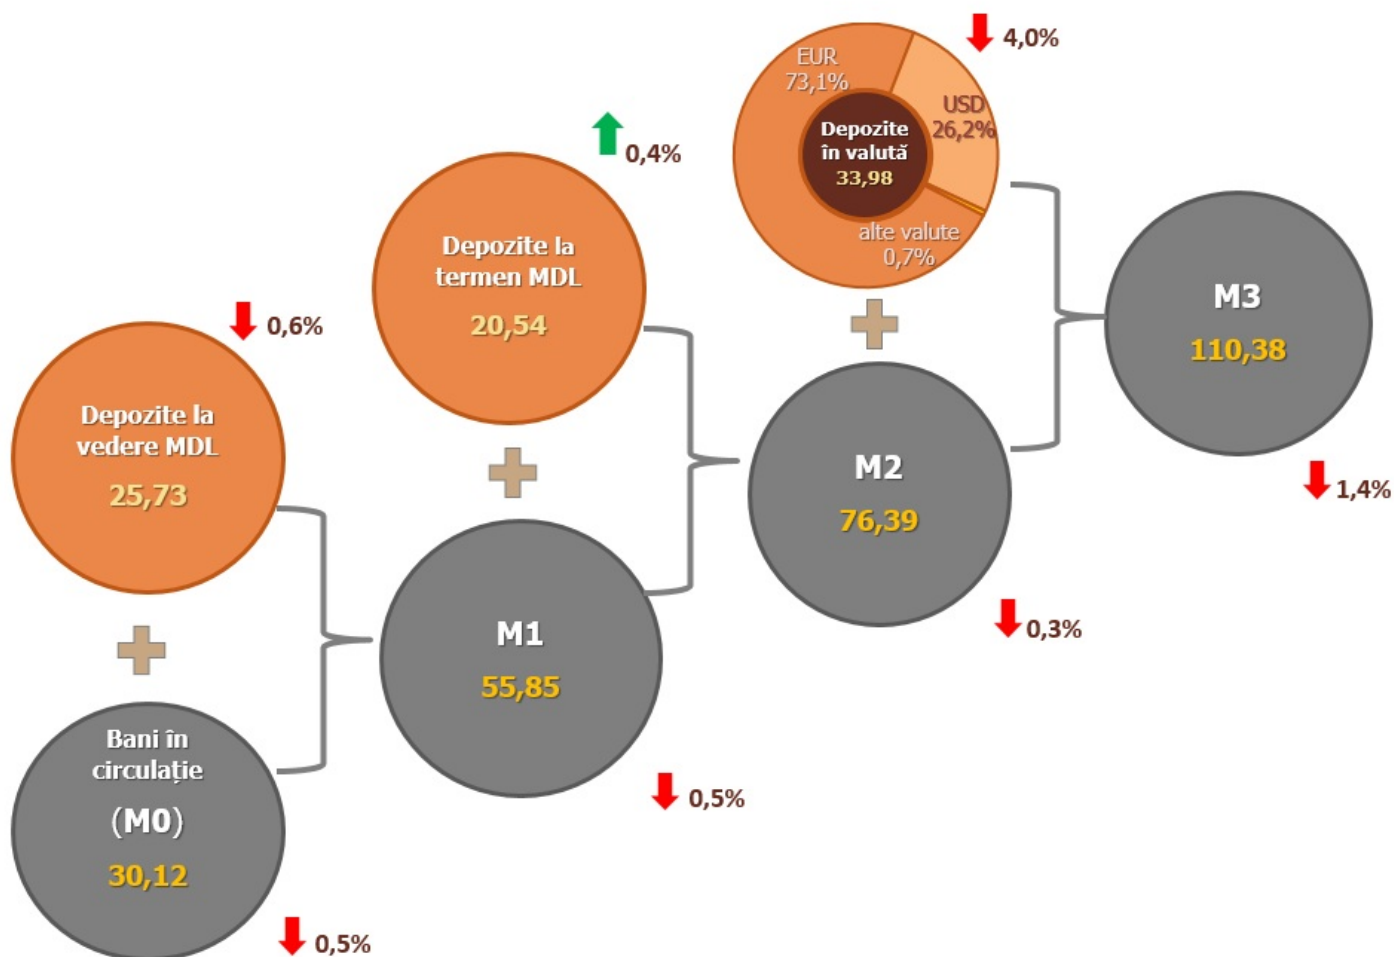 0,6%
Depozite la
vedere MDL
25,73
Bani în
circulație
(M0)
30,12
0,5%
0,4%
Depozite la
termen MDL
20,54
M1
55,85
0,5%
4,0%
EUR
73,1%
USD
26,2%
Depozite
în valută
33,98
alte valute
0,7%
M2
76,39
0,3%
M3
110,38
1,4%